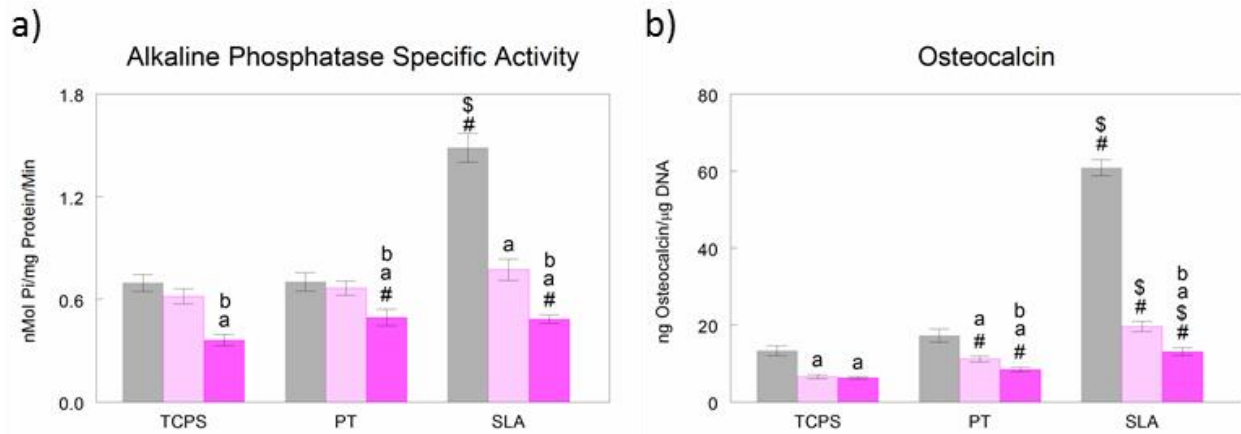 a)
Alkaline Phosphatase Specific Activity
nMol Pi/mg Protein/Min
1.8
1.2
0.6
0.0
b
a
b
a
#
$
#
a
b
a
#
TCPS PT SLA
b)
Osteocalcin
ng Osteocalcin/µg DNA
80
60
40
20
0
a
a
a
#
b
a
#
$
#
$
#
b
a
$
#
TCPS PT SLA